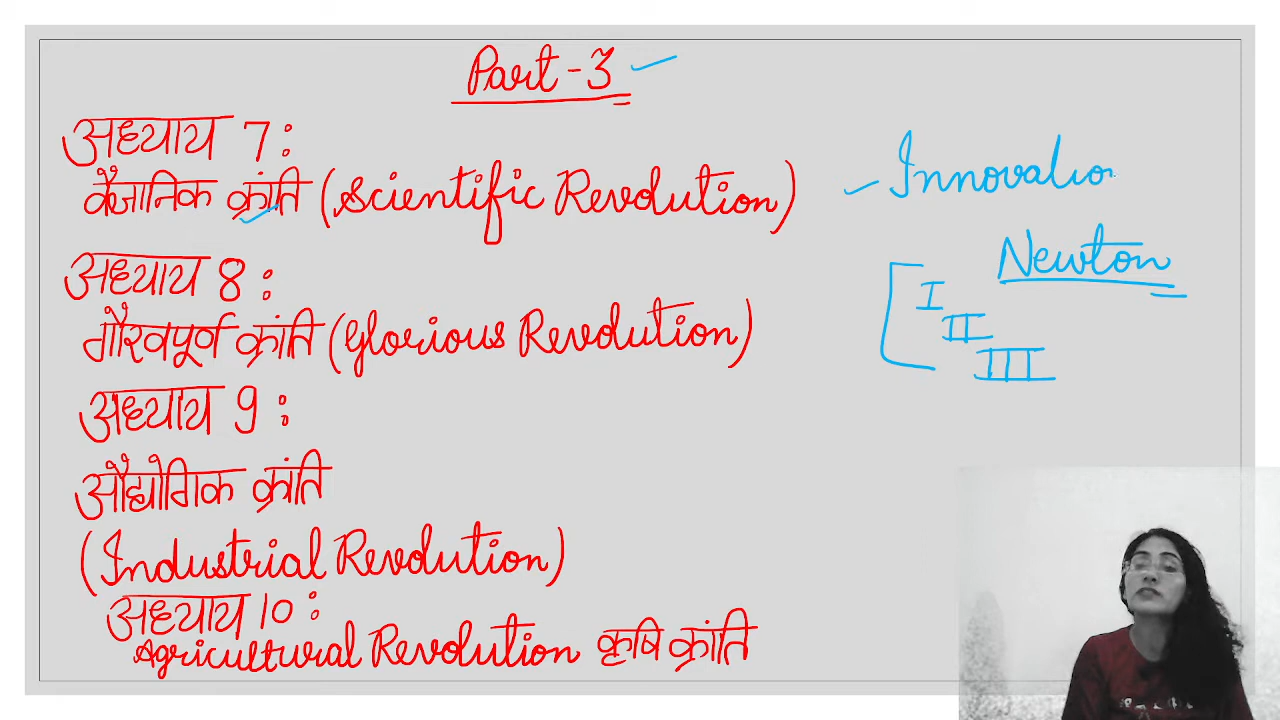 Part-3
अध्याय 7:
वैज्ञानिक क्रांति (Scientific Revolution)
अध्याय 8:
गौरवपूर्ण क्रांति (Glorious Revolution)
अध्याय 9:
औद्योगिक क्रांति
(Industrial Revolution)
अध्याय 10:
Agricultural Revolution कृषि क्रांति
Innovatio
Newton
I
II
III